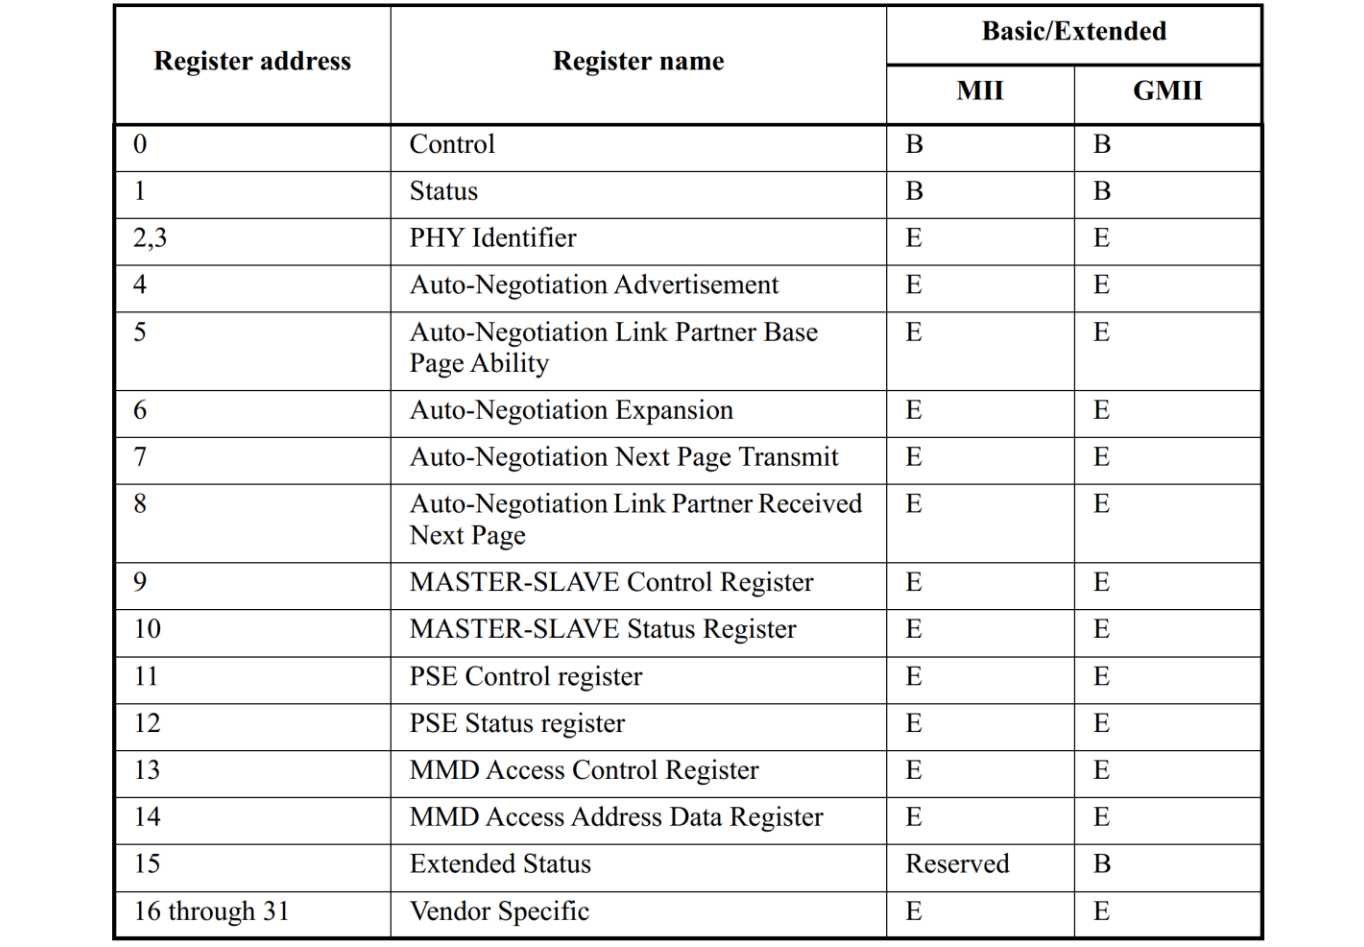 Register address Register name Basic/Extended
MII GMII
0 Control B B
1 Status B B
2,3 PHY Identifier E E
4 Auto-Negotiation Advertisement E E
5 Auto-Negotiation Link Partner Base E E
Page Ability
6 Auto-Negotiation Expansion E E
7 Auto-Negotiation Next Page Transmit E E
8 Auto-Negotiation Link Partner Received E E
Next Page
9 MASTER-SLAVE Control Register E E
10 MASTER-SLAVE Status Register E E
11 PSE Control register E E
12 PSE Status register E E
13 MMD Access Control Register E E
14 MMD Access Address Data Register E E
15 Extended Status Reserved B
16 through 31 Vendor Specific E E